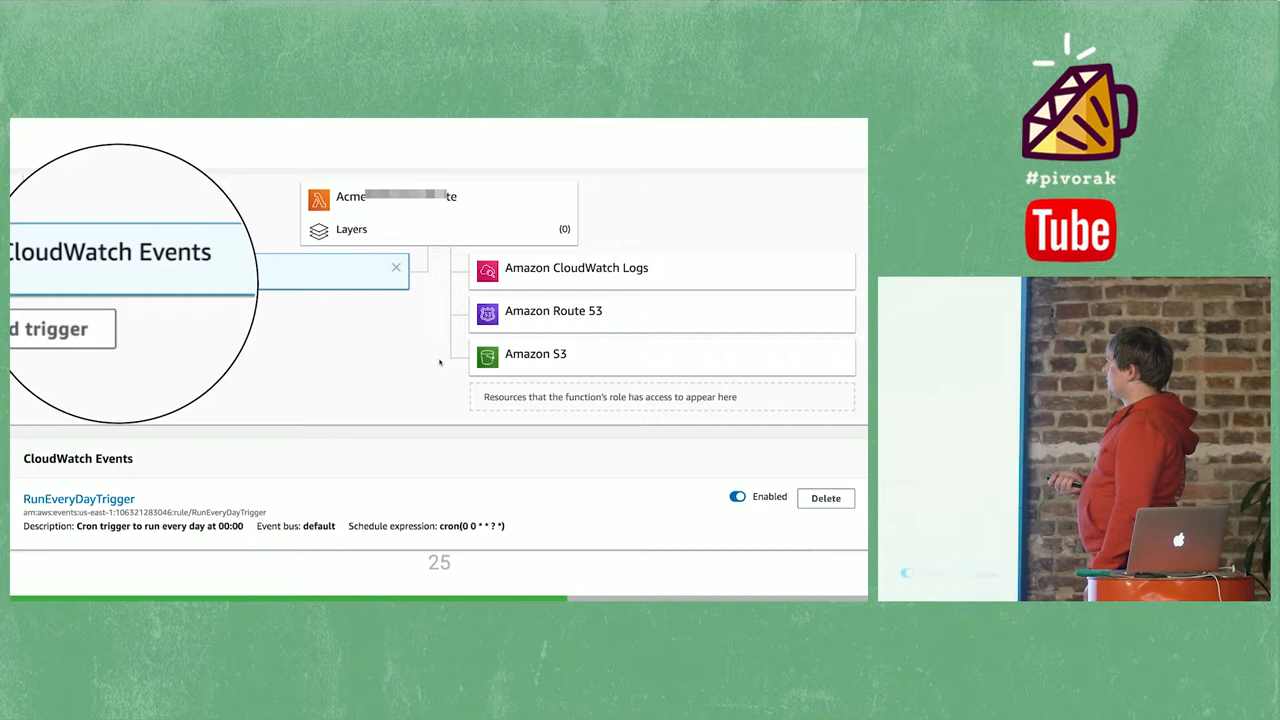 #pivorak
Tube
Acme te
Layers (0)
CloudWatch Events
d trigger
Amazon CloudWatch Logs
Amazon Route 53
Amazon S3
Resources that the function's role has access to appear here
CloudWatch Events
RunEveryDayTrigger
arn:aws:events:us-east-1:106321283046:rule/RunEveryDayTrigger
Enabled
Delete
Description: Cron trigger to run every day at 00:00 Event bus: default Schedule expression: cron(0 0 * * ? *)
25